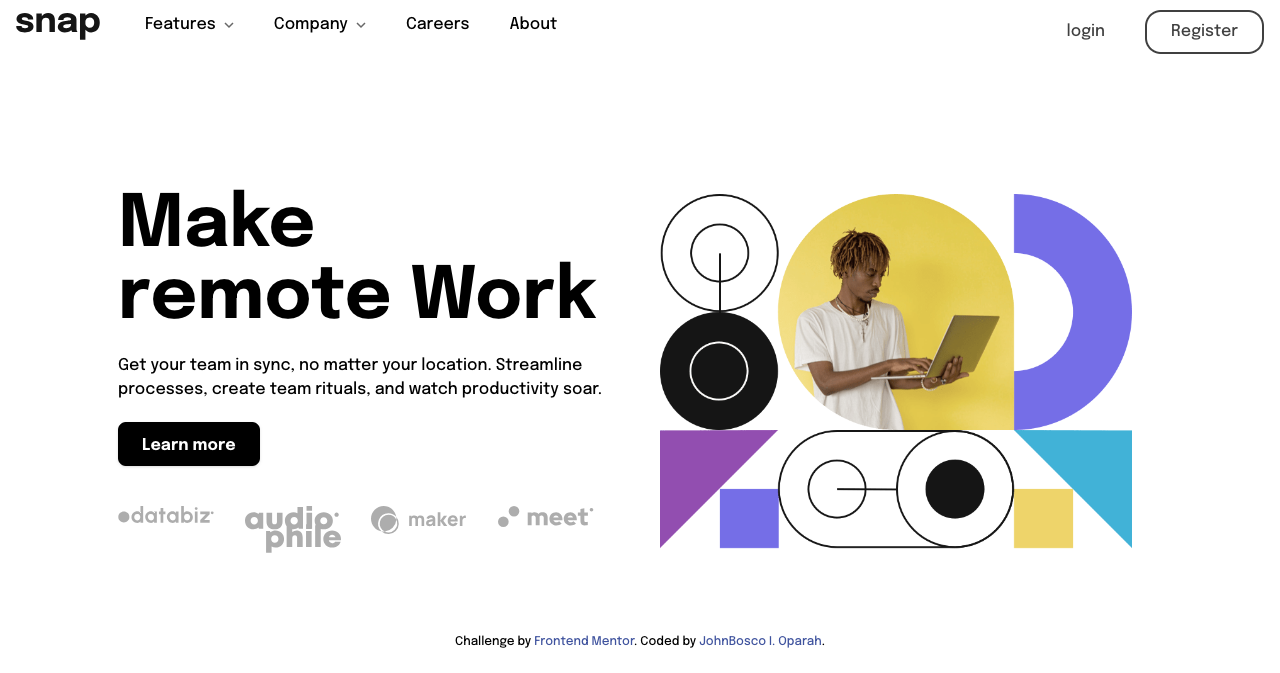 snap
Features
Company
Careers
About
login
Register
Make
remote Work
Get your team in sync, no matter your location. Streamline
processes, create team rituals, and watch productivity soar.
Learn more
databiz
audio
phile
maker
meet
Challenge by Frontend Mentor. Coded by JohnBosco I. Oparah.